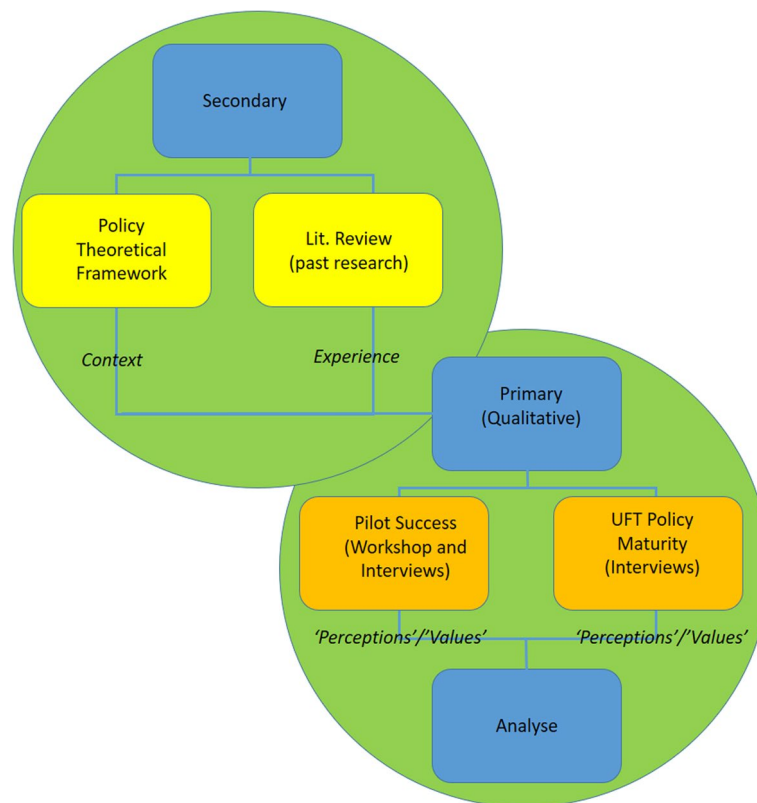 Secondary
Policy
Theoretical
Framework
Lit. Review
(past research)
Context
Experience
Primary
(Qualitative)
Pilot Success
(Workshop and
Interviews)
UFT Policy
Maturity
(Interviews)
‘Perceptions’/’Values’
‘Perceptions’/’Values’
Analyse